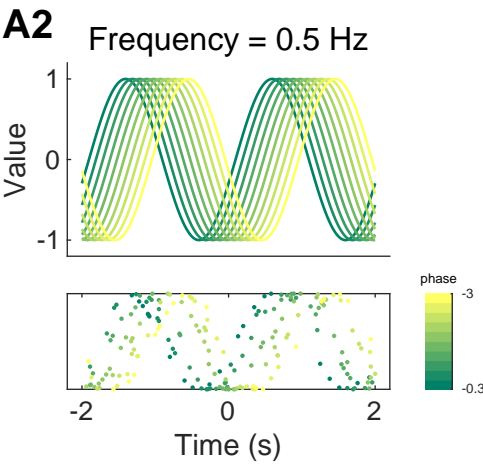 A2
Frequency = 0.5 Hz
Value
1
0
-1
phase
-3
-0.3
-2
0
2
Time (s)